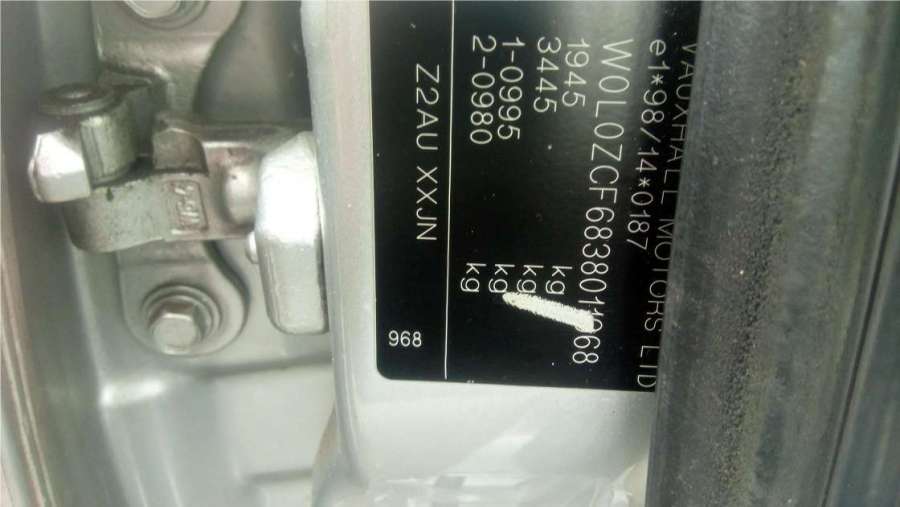 VAUXHALL MOTORS LTD
e1*98/14*0187
W0L0ZCF6838011968
1945 kg
3445 kg
1-0995 kg
2-0980 kg
Z2AU XXJN
968